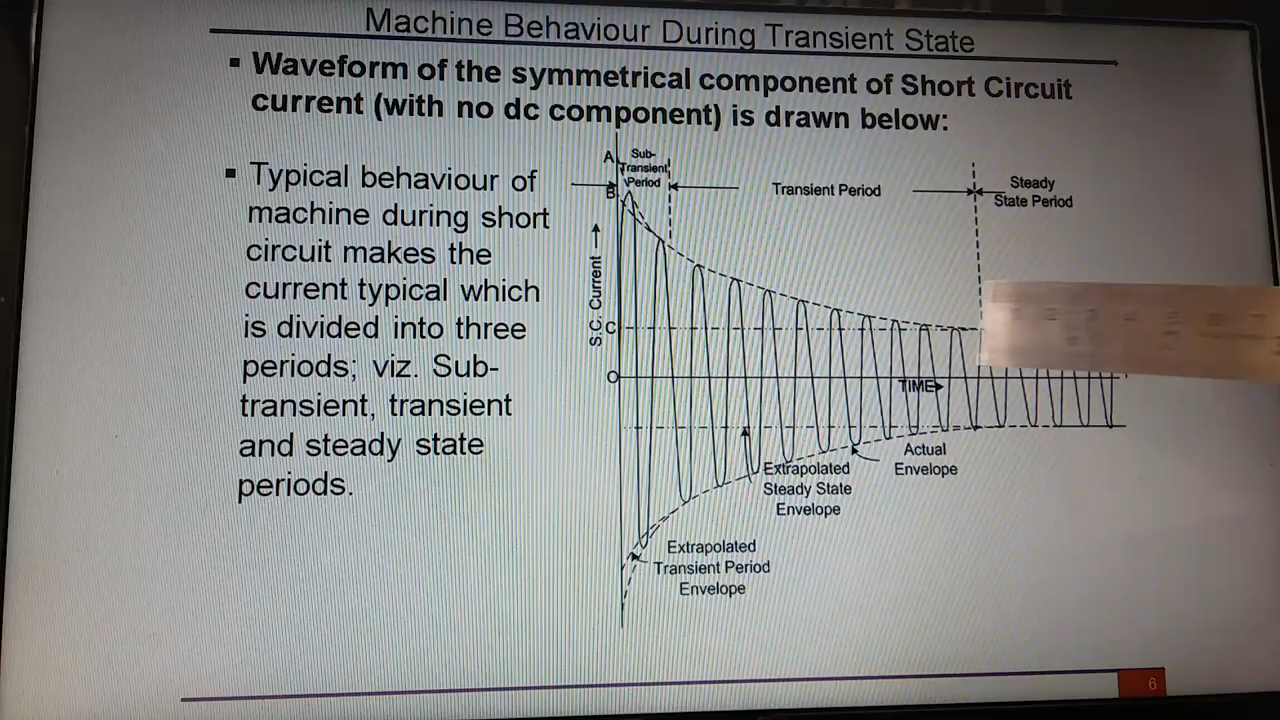 Machine Behaviour During Transient State
▪ Waveform of the symmetrical component of Short Circuit
current (with no dc component) is drawn below:
▪ Typical behaviour of
machine during short
circuit makes the
current typical which
is divided into three
periods; viz. Sub-
transient, transient
and steady state
periods.
A
Sub-
Transient
Period
B
Transient Period
Steady
State Period
S.C. Current
C
O
TIME
Extrapolated
Steady State
Envelope
Actual
Envelope
Extrapolated
Transient Period
Envelope
6